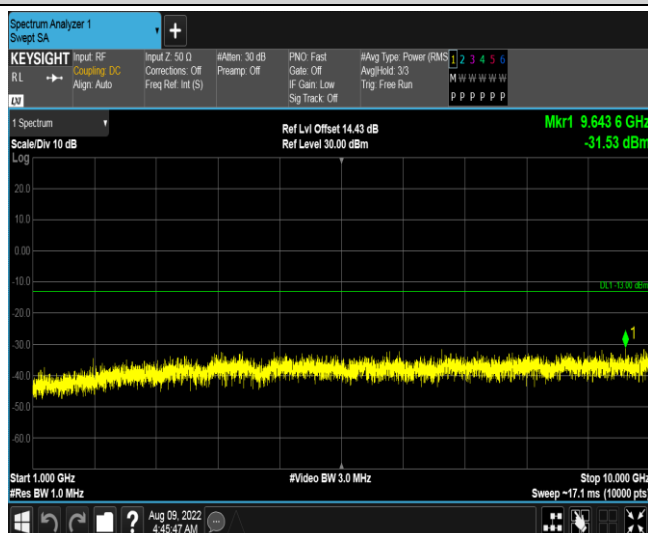 Spectrum Analyzer 1
Swept SA
KEYSIGHT
RL
Input: RF
Coupling: DC
Align: Auto
Input Z: 50 Ω
Corrections: Off
Freq Ref: Int (S)
#Atten: 30 dB
Preamp: Off
PNO: Fast
Gate: Off
IF Gain: Low
Sig Track: Off
#Avg Type: Power (RMS
Avg|Hold: 3/3
Trig: Free Run
1 2 3 4 5 6
M W W W W W
P P P P P P
LXI
1 Spectrum
Scale/Div 10 dB
Ref Lvl Offset 14.43 dB
Ref Level 30.00 dBm
Mkr1 9.643 6 GHz
-31.53 dBm
Log
20.0
10.0
0.00
-10.0
DL1 -13.00 dBm
-20.0
1
-30.0
-40.0
-50.0
-60.0
Start 1.000 GHz
#Res BW 1.0 MHz
#Video BW 3.0 MHz
Stop 10.000 GHz
Sweep ~17.1 ms (10000 pts)
?
Aug 09, 2022
4:45:47 AM